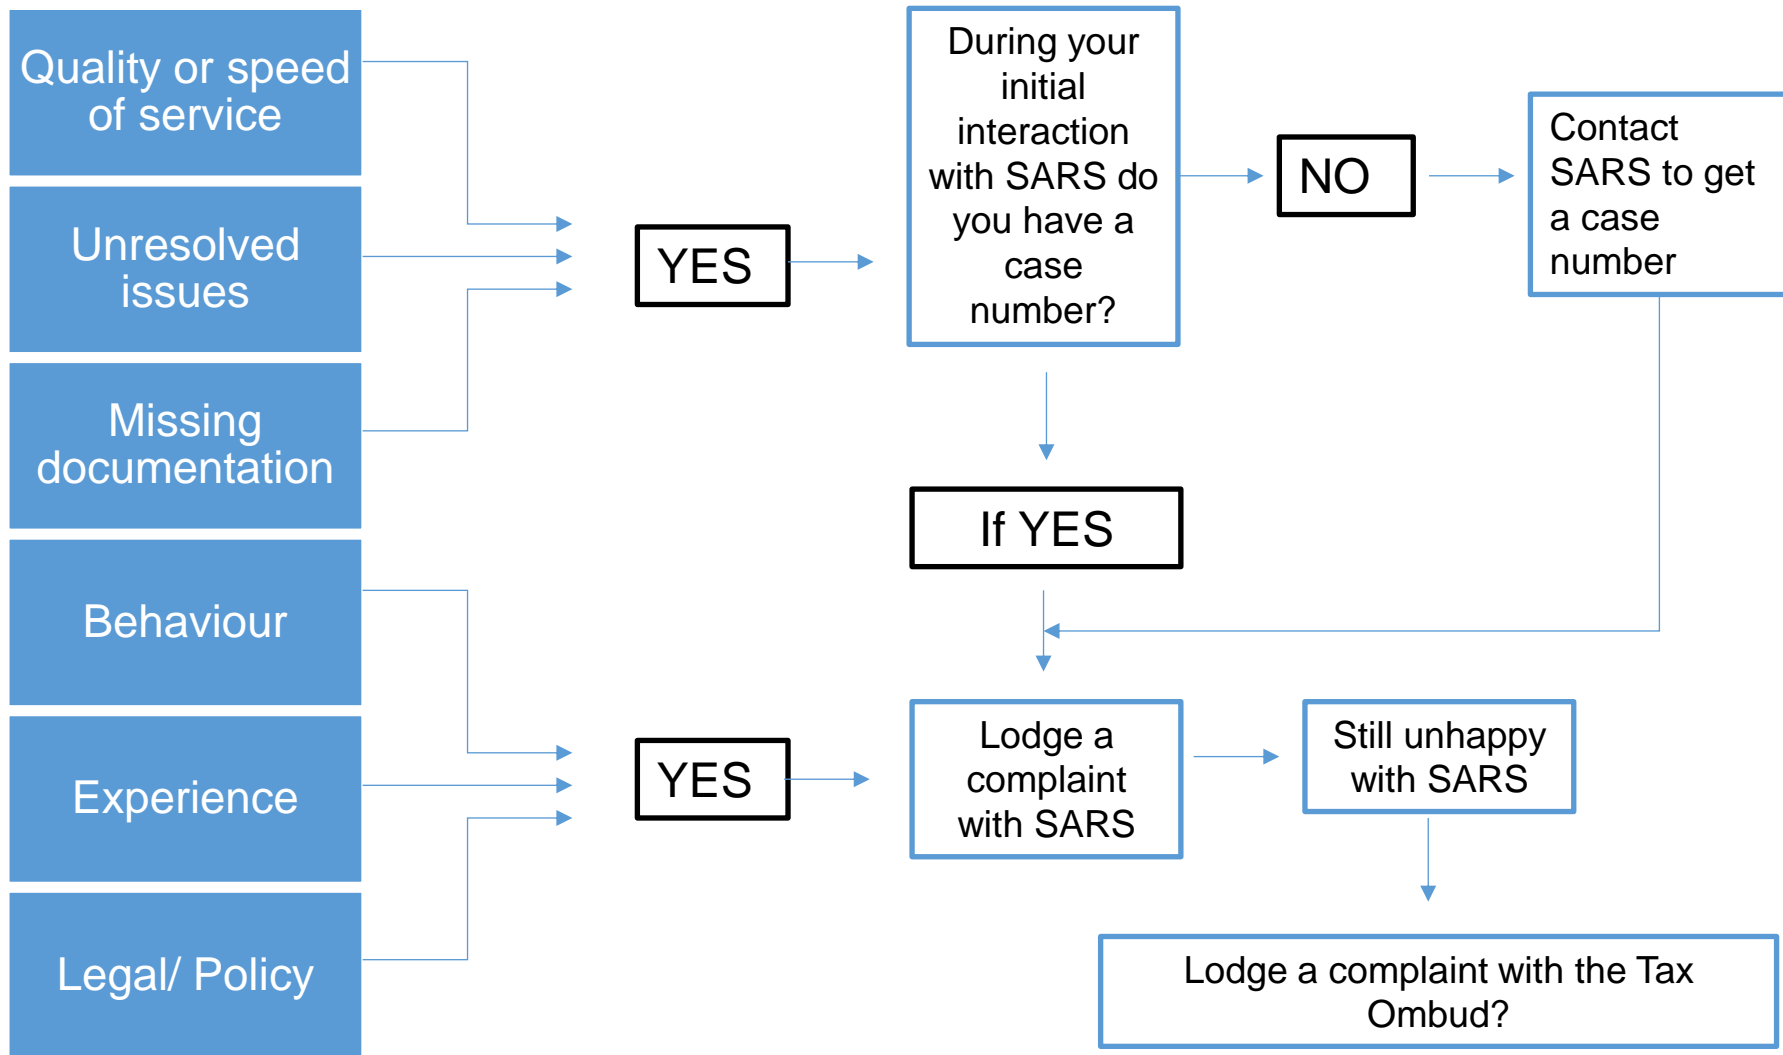 Quality or speed
of service
Unresolved
issues
Missing
documentation
Behaviour
Experience
Legal/ Policy
YES
YES
During your
initial
interaction
with SARS do
you have a
case
number?
NO
Contact
SARS to get
a case
number
If YES
Lodge a
complaint
with SARS
Still unhappy
with SARS
Lodge a complaint with the Tax
Ombud?